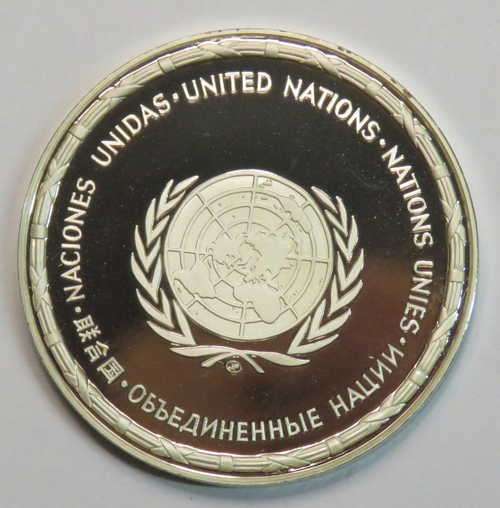 NACIONES UNIDAS · UNITED NATIONS · NATIONS UNIES · ОБЪЕДИНЕННЫЕ НАЦИИ · 联合国 ·